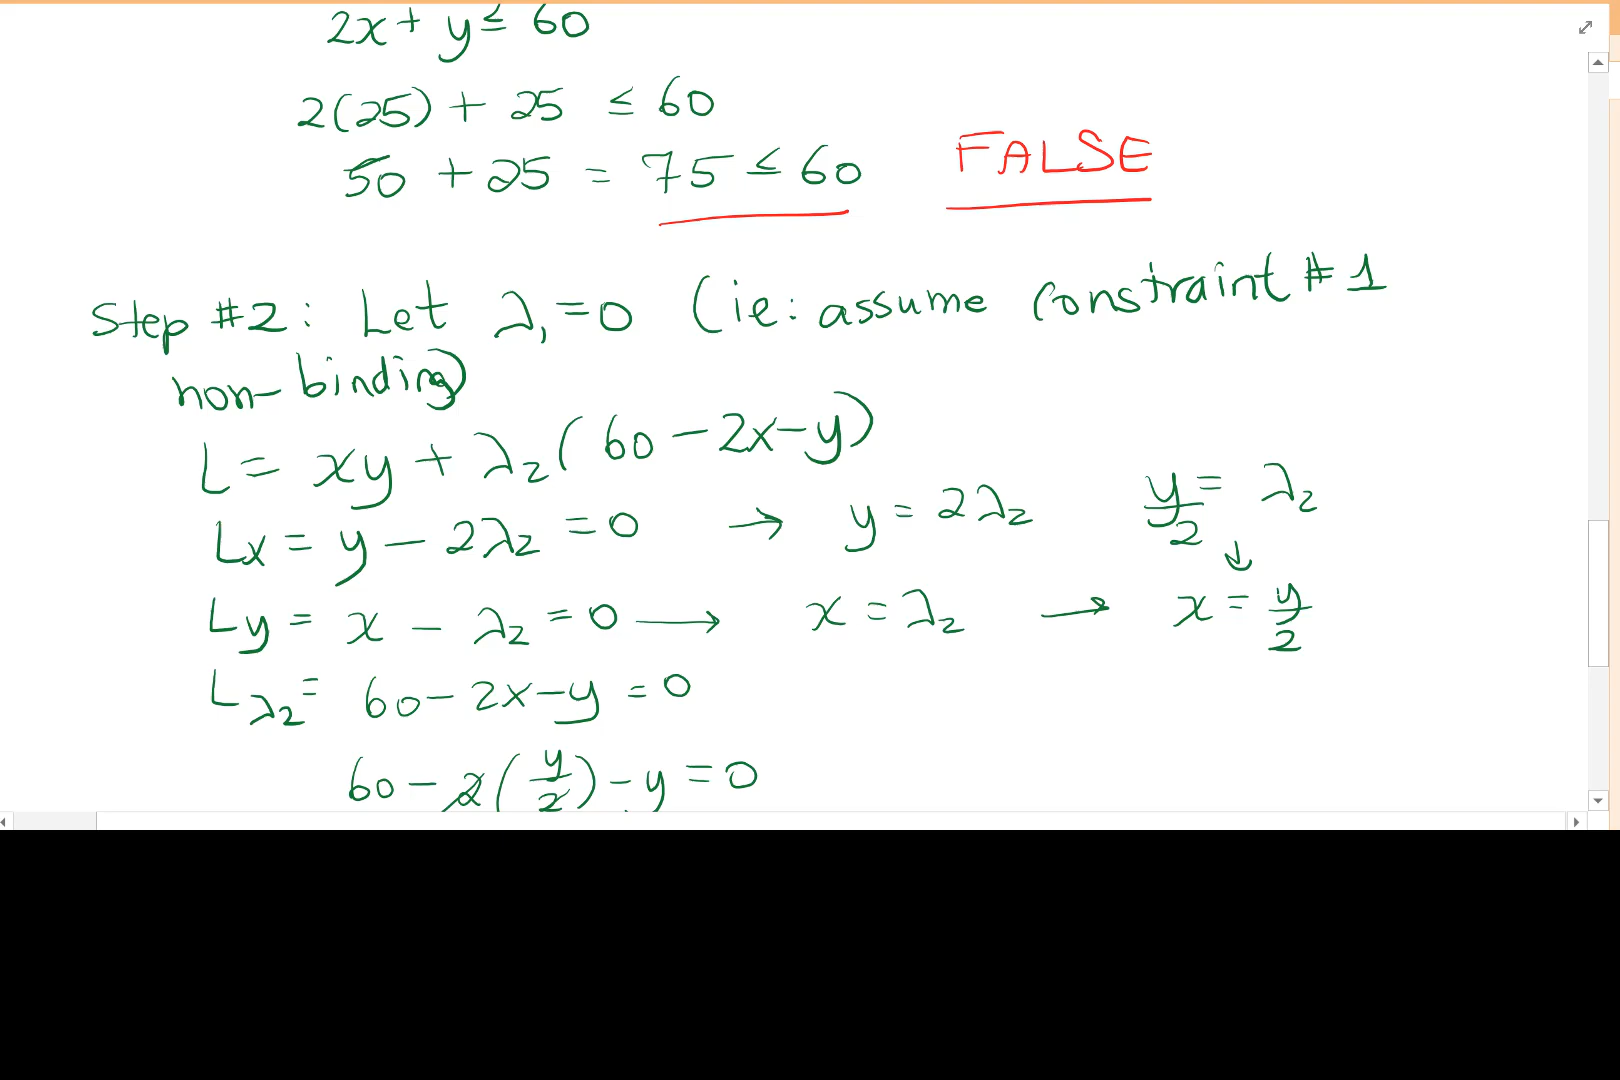 2x + y ≤ 60
2(25) + 25 ≤ 60
50 + 25 = 75 ≤ 60 FALSE
Step #2: Let λ₁ = 0 (ie: assume constraint #1
non-binding)
L = xy + λ₂(60 - 2x - y)
Lx = y - 2λ₂ = 0 → y = 2λ₂ y/2 = λ₂
↓
Ly = x - λ₂ = 0 → x = λ₂ → x = y/2
Lλ₂ = 60 - 2x - y = 0
60 - 2(y/2) - y = 0